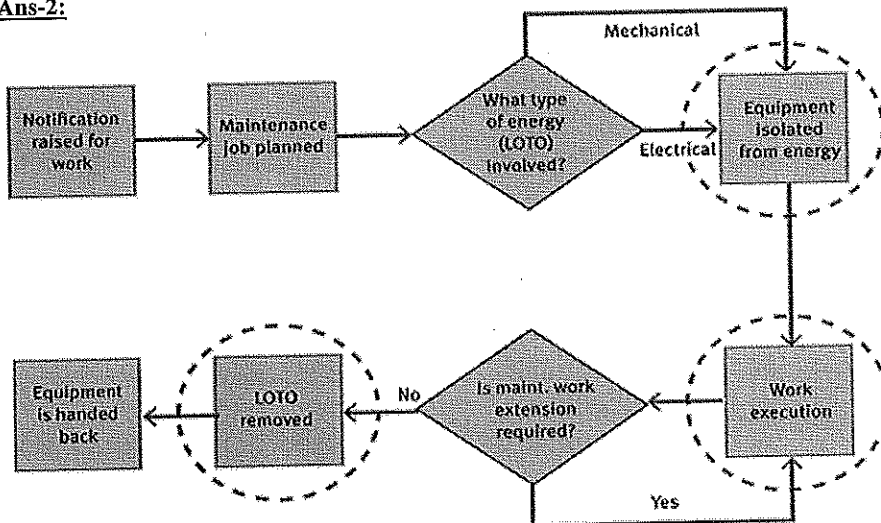 Ans-2:
Notification
raised for
work
Maintenance
job planned
What type
of energy
(LOTO)
involved?
Mechanical
Electrical
Equipment
isolated
from energy
Work
execution
Is maint. work
extension
required?
Yes
No
LOTO
removed
Equipment
is handed
back